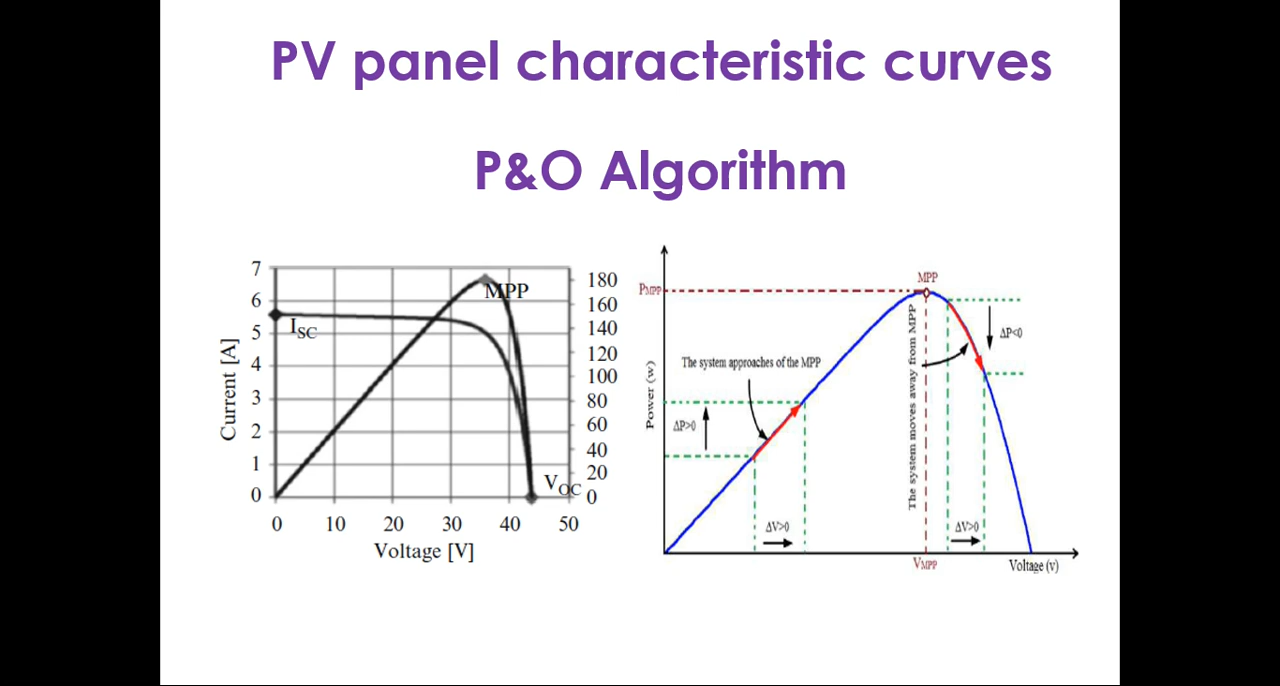 PV panel characteristic curves
P&O Algorithm
7
6
5
4
3
2
1
0
Current [A]
ISC
MPP
VOC
180
160
140
120
100
80
60
40
20
0
0 10 20 30 40 50
Voltage [V]
MPP
PMPP
Power (w)
The system approaches of the MPP
The system moves away from MPP
ΔP>0
ΔP<0
ΔV>0
ΔV>0
VMPP
Voltage (v)